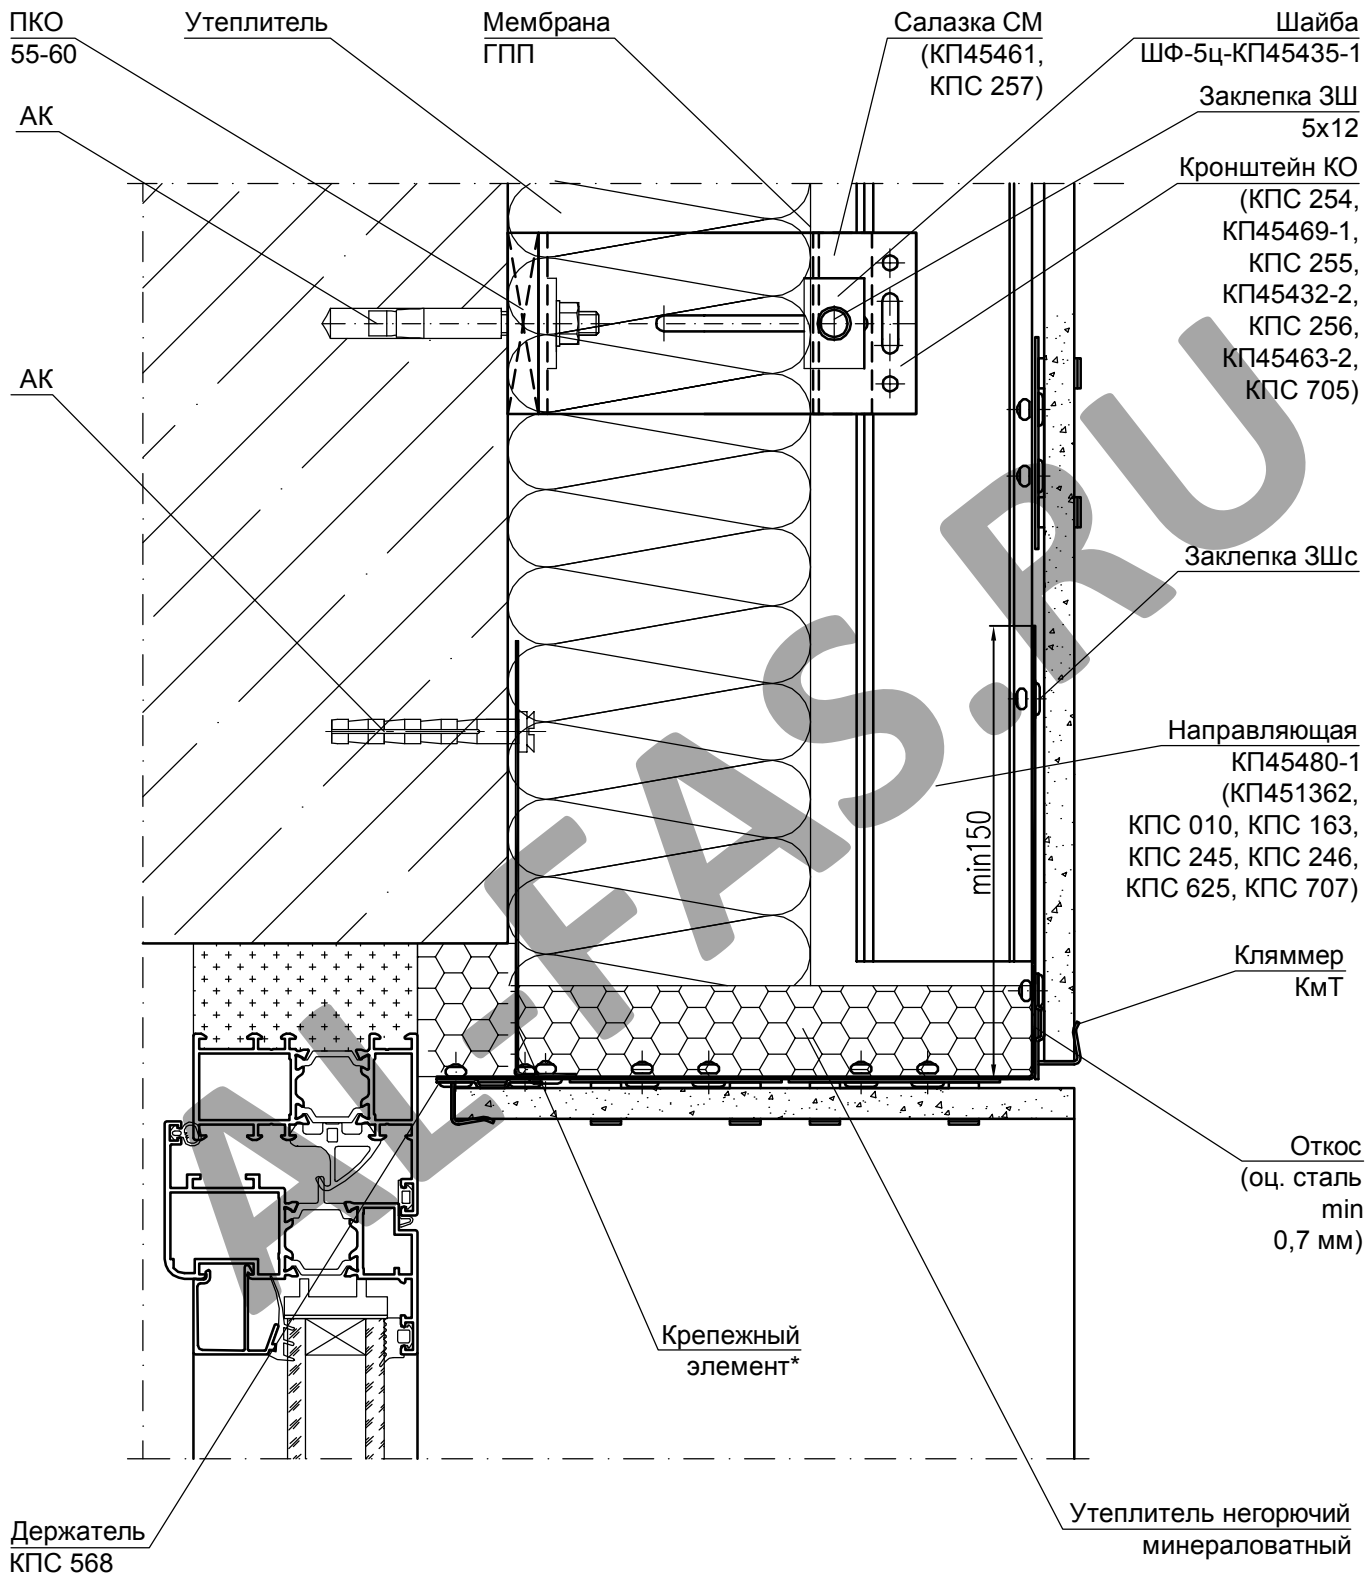 ПКО
55-60
Утеплитель
Мембрана
ГПП
Салазка СМ
(КП45461,
КПС 257)
Шайба
ШФ-5ц-КП45435-1
Заклепка ЗШ
5х12
АК
Кронштейн КО
(КПС 254,
КП45469-1,
КПС 255,
КП45432-2,
КПС 256,
КП45463-2,
КПС 705)
АК
Заклепка ЗШс
Направляющая
КП45480-1
(КП451362,
КПС 010, КПС 163,
КПС 245, КПС 246,
КПС 625, КПС 707)
min150
Кляммер
КмТ
Откос
(оц. сталь
min
0,7 мм)
Крепежный
элемент*
Держатель
КПС 568
Утеплитель негорючий
минераловатный
AL-FAS.RU